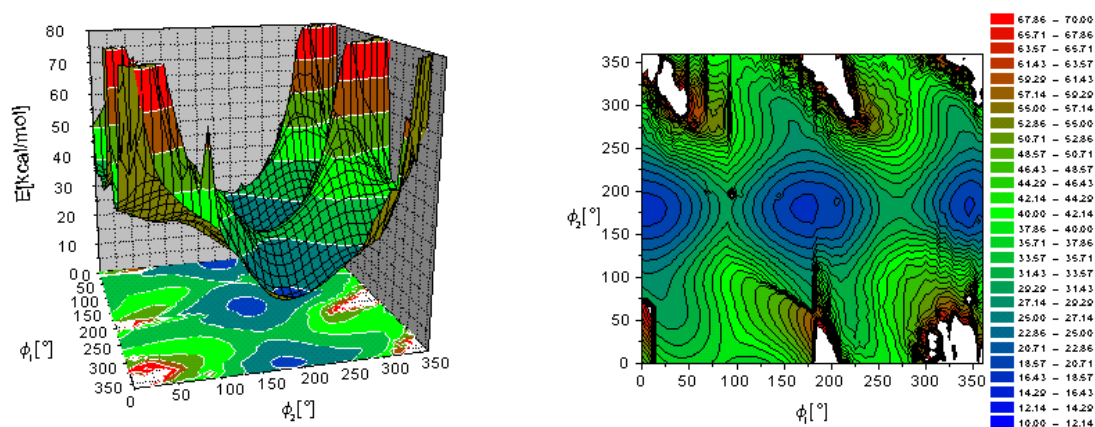 80
70
60
50
40
30
20
10
0
E[kcal/mol]
0
50
100
150
200
250
300
350
ϕ₁[°]
0 50 100 150 200 250 300 350
ϕ₂[°]
350
300
250
200
150
100
50
0
ϕ₂[°]
0 50 100 150 200 250 300 350
ϕ₁[°]
67.86 – 70.00
65.71 – 67.86
63.57 – 65.71
61.43 – 63.57
59.29 – 61.43
57.14 – 59.29
55.00 – 57.14
52.86 – 55.00
50.71 – 52.86
48.57 – 50.71
46.43 – 48.57
44.29 – 46.43
42.14 – 44.29
40.00 – 42.14
37.86 – 40.00
35.71 – 37.86
33.57 – 35.71
31.43 – 33.57
29.29 – 31.43
27.14 – 29.29
25.00 – 27.14
22.86 – 25.00
20.71 – 22.86
18.57 – 20.71
16.43 – 18.57
14.29 – 16.43
12.14 – 14.29
10.00 – 12.14